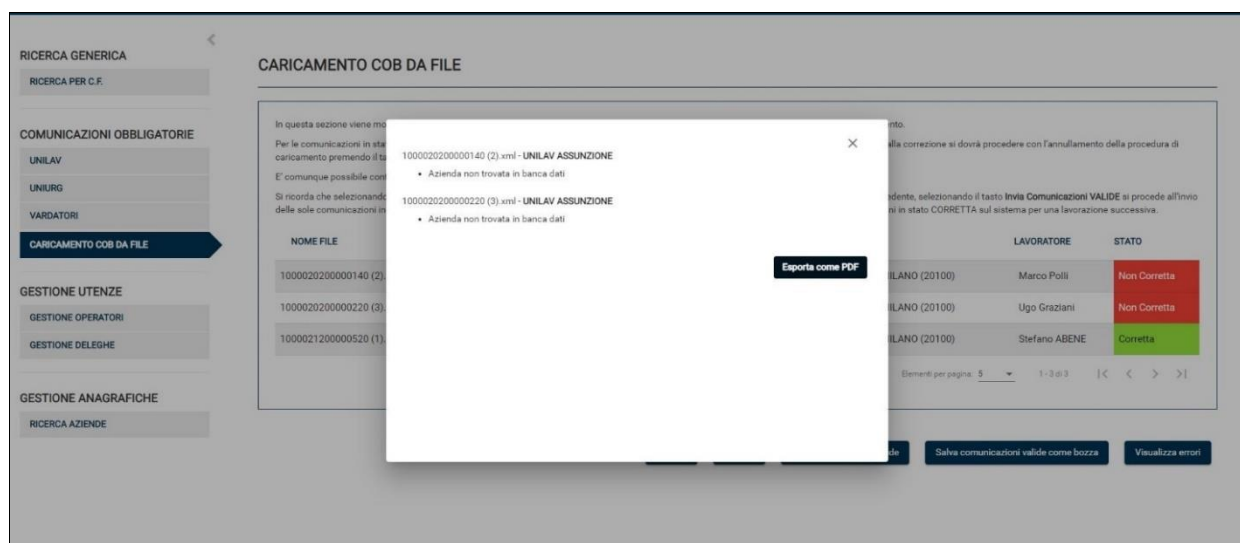 RICERCA GENERICA
RICERCA PER C.F.
COMUNICAZIONI OBBLIGATORIE
UNILAV
UNIURG
VARDATORI
CARICAMENTO COB DA FILE
GESTIONE UTENZE
GESTIONE OPERATORI
GESTIONE DELEGHE
GESTIONE ANAGRAFICHE
RICERCA AZIENDE
CARICAMENTO COB DA FILE
In questa sezione viene mo
Per le comunicazioni in sta
alla correzione si dovrà procedere con l'annullamento della procedura di
caricamento premendo il ta
E' comunque possibile con
Si ricorda che selezionando
edente, selezionando il tasto Invia Comunicazioni VALIDE si procede all'invio
delle sole comunicazioni in
ni in stato CORRETTA sul sistema per una lavorazione successiva.
1000020200000140 (2).xml - UNILAV ASSUNZIONE
• Azienda non trovata in banca dati
1000020200000220 (3).xml - UNILAV ASSUNZIONE
• Azienda non trovata in banca dati
Esporta come PDF
NOME FILE LAVORATORE STATO
1000020200000140 (2). ILANO (20100) Marco Polli Non Corretta
1000020200000220 (3). ILANO (20100) Ugo Graziani Non Corretta
1000021200000520 (1). ILANO (20100) Stefano ABENE Corretta
Elementi per pagina: 5 1 - 3 di 3
de Salva comunicazioni valide come bozza Visualizza errori